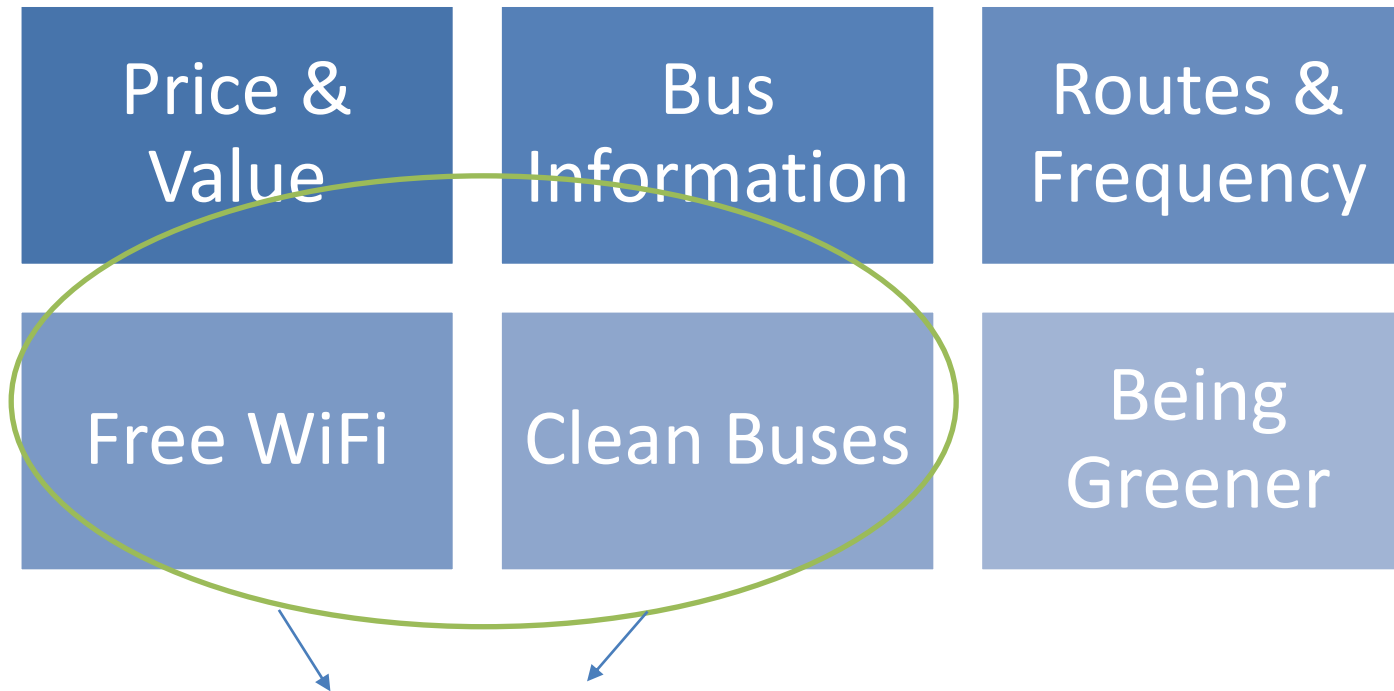 Price &
Value
Bus
Information
Routes &
Frequency
Free WiFi
Clean Buses
Being
Greener